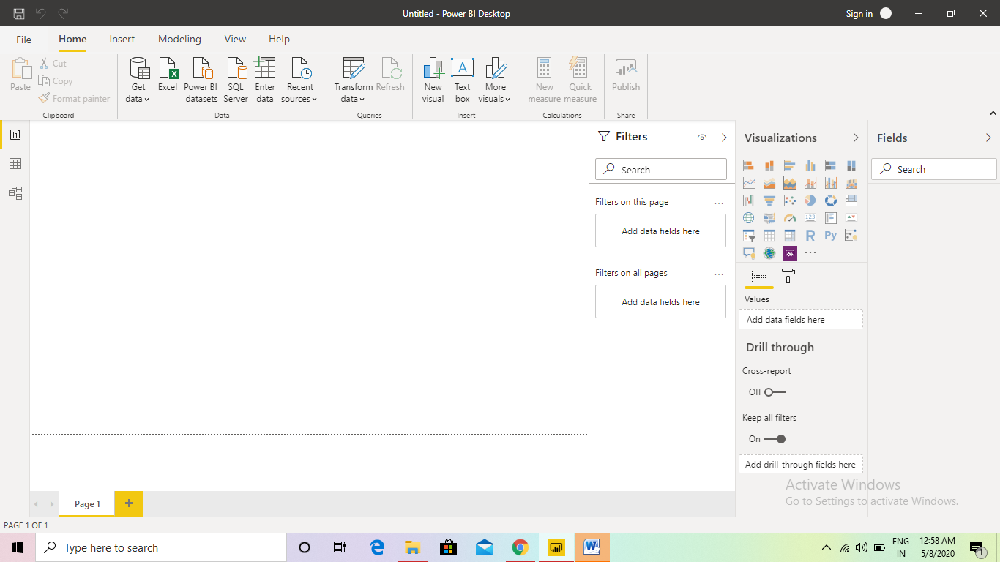 Untitled - Power BI Desktop
Sign in
File
Home
Insert
Modeling
View
Help
Paste
Cut
Copy
Format painter
Clipboard
Get
data
Excel
Power BI
datasets
SQL
Server
Enter
data
Recent
sources
Data
Transform
data
Refresh
Queries
New
visual
Text
box
More
visuals
Insert
New
measure
Quick
measure
Calculations
Publish
Share
Filters
Search
Filters on this page
...
Add data fields here
Filters on all pages
...
Add data fields here
Visualizations
123
R
Py
...
Values
Add data fields here
Drill through
Cross-report
Off
Keep all filters
On
Add drill-through fields here
Fields
Search
Activate Windows
Go to Settings to activate Windows.
Page 1
PAGE 1 OF 1
Type here to search
ENG
IN
12:58 AM
5/8/2020
1